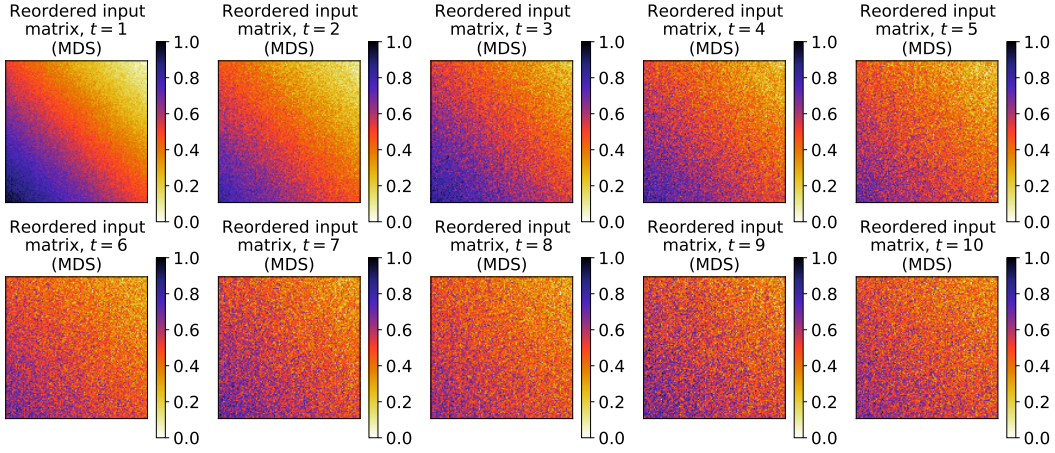 Reordered input
matrix, t = 1
(MDS)
1.0
0.8
0.6
0.4
0.2
0.0
Reordered input
matrix, t = 2
(MDS)
1.0
0.8
0.6
0.4
0.2
0.0
Reordered input
matrix, t = 3
(MDS)
1.0
0.8
0.6
0.4
0.2
0.0
Reordered input
matrix, t = 4
(MDS)
1.0
0.8
0.6
0.4
0.2
0.0
Reordered input
matrix, t = 5
(MDS)
1.0
0.8
0.6
0.4
0.2
0.0
Reordered input
matrix, t = 6
(MDS)
1.0
0.8
0.6
0.4
0.2
0.0
Reordered input
matrix, t = 7
(MDS)
1.0
0.8
0.6
0.4
0.2
0.0
Reordered input
matrix, t = 8
(MDS)
1.0
0.8
0.6
0.4
0.2
0.0
Reordered input
matrix, t = 9
(MDS)
1.0
0.8
0.6
0.4
0.2
0.0
Reordered input
matrix, t = 10
(MDS)
1.0
0.8
0.6
0.4
0.2
0.0